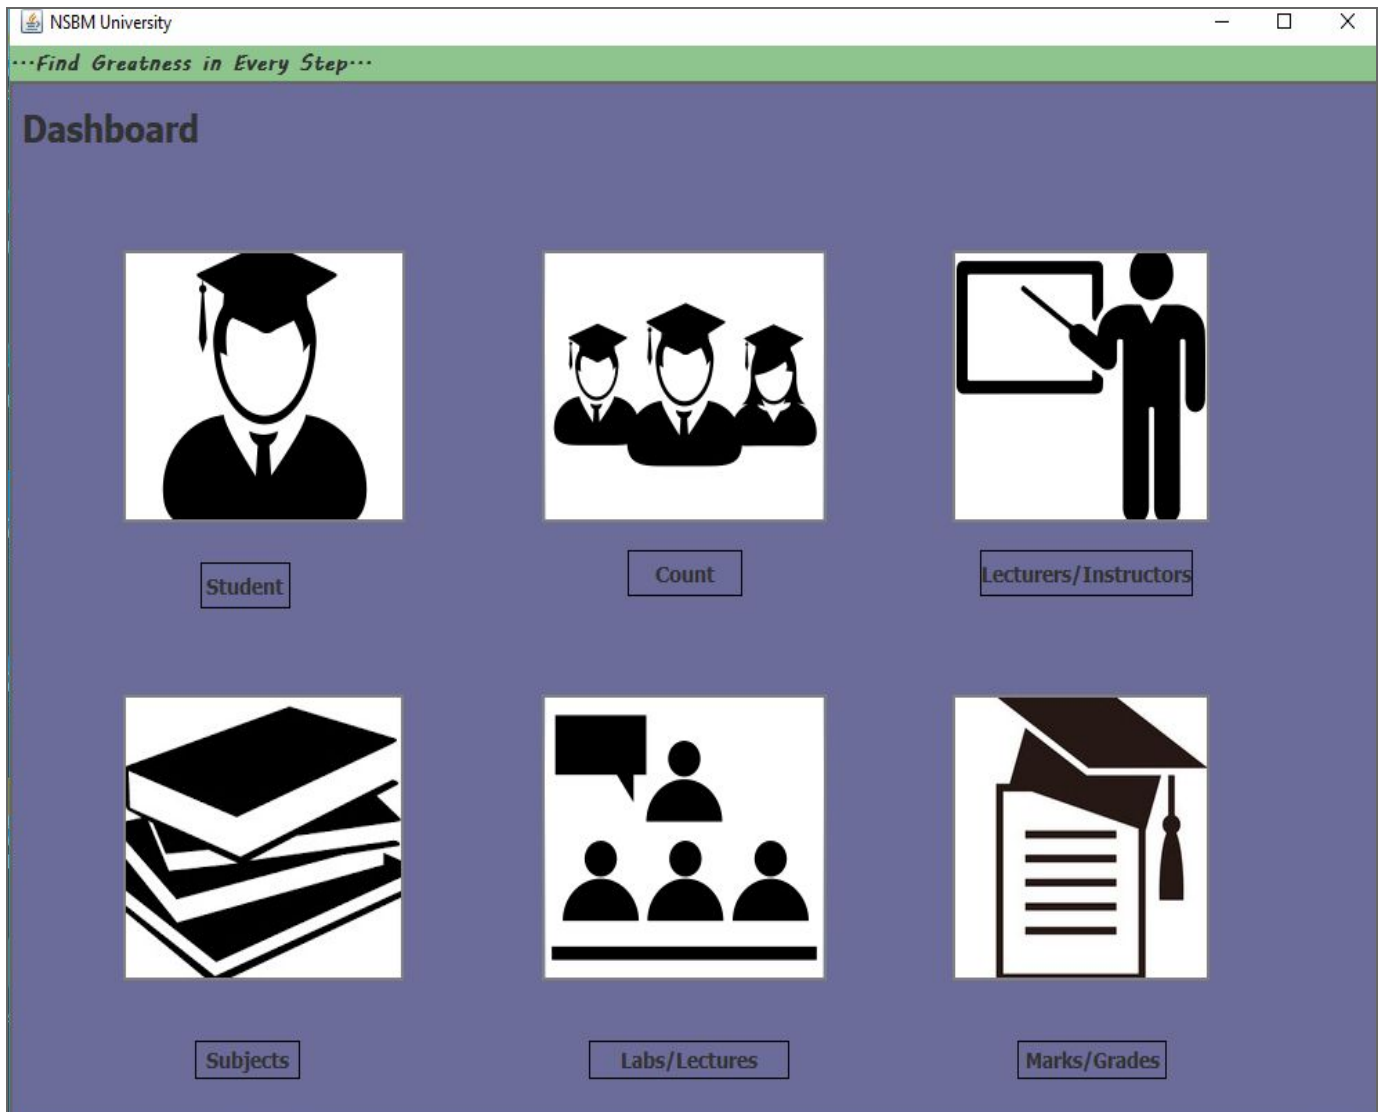 NSBM University
...Find Greatness in Every Step...
Dashboard
Student
Count
Lecturers/Instructors
Subjects
Labs/Lectures
Marks/Grades